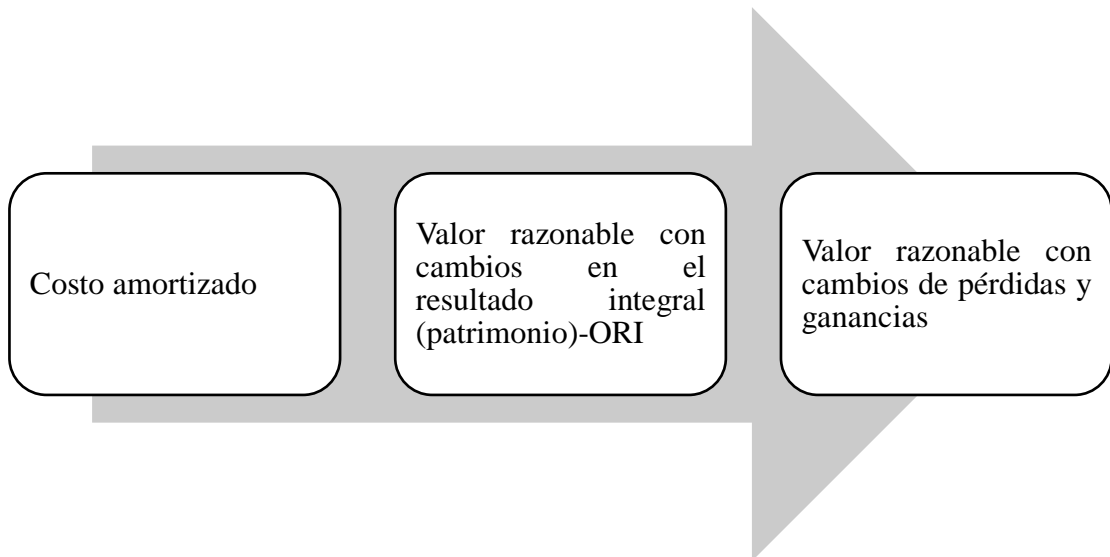 Costo amortizado
Valor razonable con
cambios en el
resultado integral
(patrimonio)-ORI
Valor razonable con
cambios de pérdidas y
ganancias